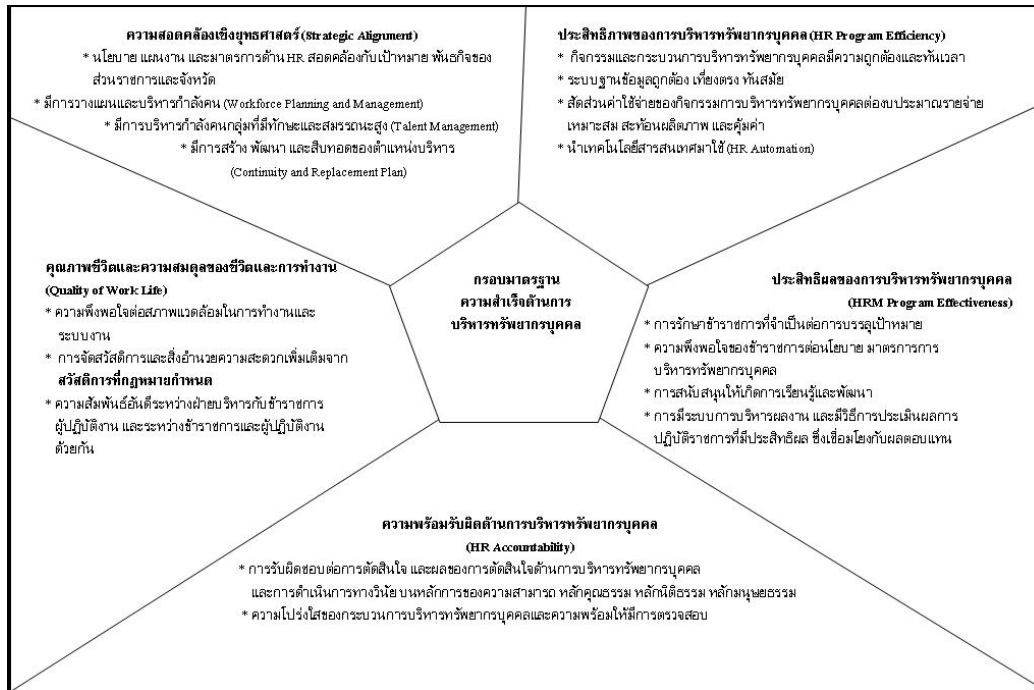 ความสอดคล้องเชิงยุทธศาสตร์ (Strategic Alignment)
* นโยบาย แผนงาน และมาตรการด้าน HR สอดคล้องกับเป้าหมาย พันธกิจของ
ส่วนราชการและจังหวัด
* มีการวางแผนและบริหารกำลังคน (Workforce Planning and Management)
* มีการบริหารกำลังคนกลุ่มที่มีทักษะและสมรรถนะสูง (Talent Management)
* มีการสร้าง พัฒนา และสืบทอดของตำแหน่งบริหาร
(Continuity and Replacement Plan)
ประสิทธิภาพของการบริหารทรัพยากรบุคคล (HR Program Efficiency)
* กิจกรรมและกระบวนการบริหารทรัพยากรบุคคลมีความถูกต้องและทันเวลา
* ระบบฐานข้อมูลถูกต้อง เที่ยงตรง ทันสมัย
* สัดส่วนค่าใช้จ่ายของกิจกรรมการบริหารทรัพยากรบุคคลต่องบประมาณรายจ่าย
เหมาะสม สะท้อนผลิตภาพ และคุ้มค่า
* นำเทคโนโลยีสารสนเทศมาใช้ (HR Automation)
คุณภาพชีวิตและความสมดุลของชีวิตและการทำงาน
(Quality of Work Life)
* ความพึงพอใจต่อสภาพแวดล้อมในการทำงานและ
ระบบงาน
* การจัดสวัสดิการและสิ่งอำนวยความสะดวกเพิ่มเติมจาก
สวัสดิการที่กฎหมายกำหนด
* ความสัมพันธ์อันดีระหว่างฝ่ายบริหารกับข้าราชการ
ผู้ปฏิบัติงาน และระหว่างข้าราชการและผู้ปฏิบัติงาน
ด้วยกัน
กรอบมาตรฐาน
ความสำเร็จด้านการ
บริหารทรัพยากรบุคคล
ประสิทธิผลของการบริหารทรัพยากรบุคคล
(HRM Program Effectiveness)
* การรักษาข้าราชการที่จำเป็นต่อการบรรลุเป้าหมาย
* ความพึงพอใจของข้าราชการต่อนโยบาย มาตรการการ
บริหารทรัพยากรบุคคล
* การสนับสนุนให้เกิดการเรียนรู้และพัฒนา
* การมีระบบการบริหารผลงาน และมีวิธีการประเมินผลการ
ปฏิบัติราชการที่มีประสิทธิผล ซึ่งเชื่อมโยงกับผลตอบแทน
ความพร้อมรับผิดด้านการบริหารทรัพยากรบุคคล
(HR Accountability)
* การรับผิดชอบต่อการตัดสินใจ และผลของการตัดสินใจด้านการบริหารทรัพยากรบุคคล
และการดำเนินการทางวินัย บนหลักการของความสามารถ หลักคุณธรรม หลักนิติธรรม หลักมนุษยธรรม
* ความโปร่งใสของกระบวนการบริหารทรัพยากรบุคคลและความพร้อมให้มีการตรวจสอบ